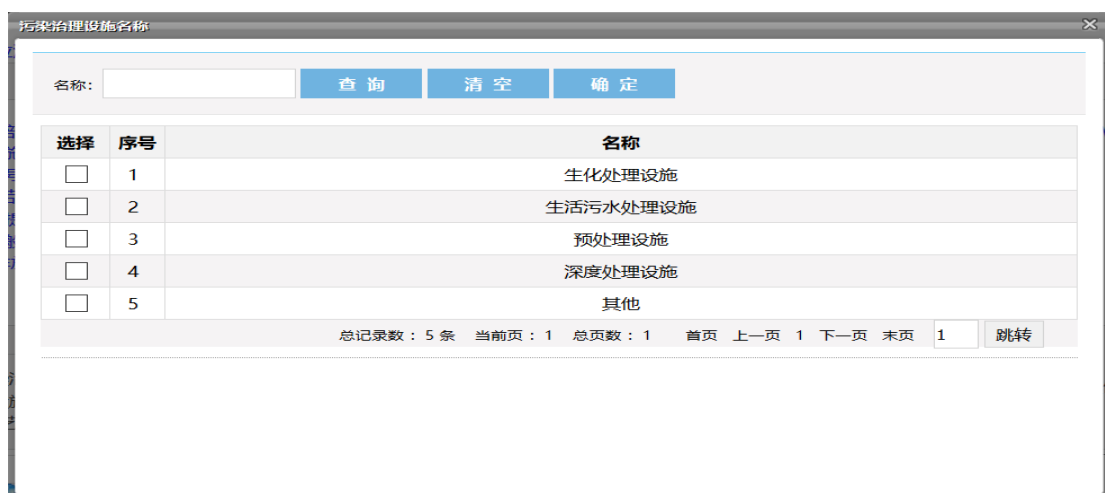 污染治理设施名称
名称: 查 询 清 空 确 定
选择 序号 名称
1 生化处理设施
2 生活污水处理设施
3 预处理设施
4 深度处理设施
5 其他
总记录数：5 条 当前页：1 总页数：1 首页 上一页 1 下一页 末页 1 跳转